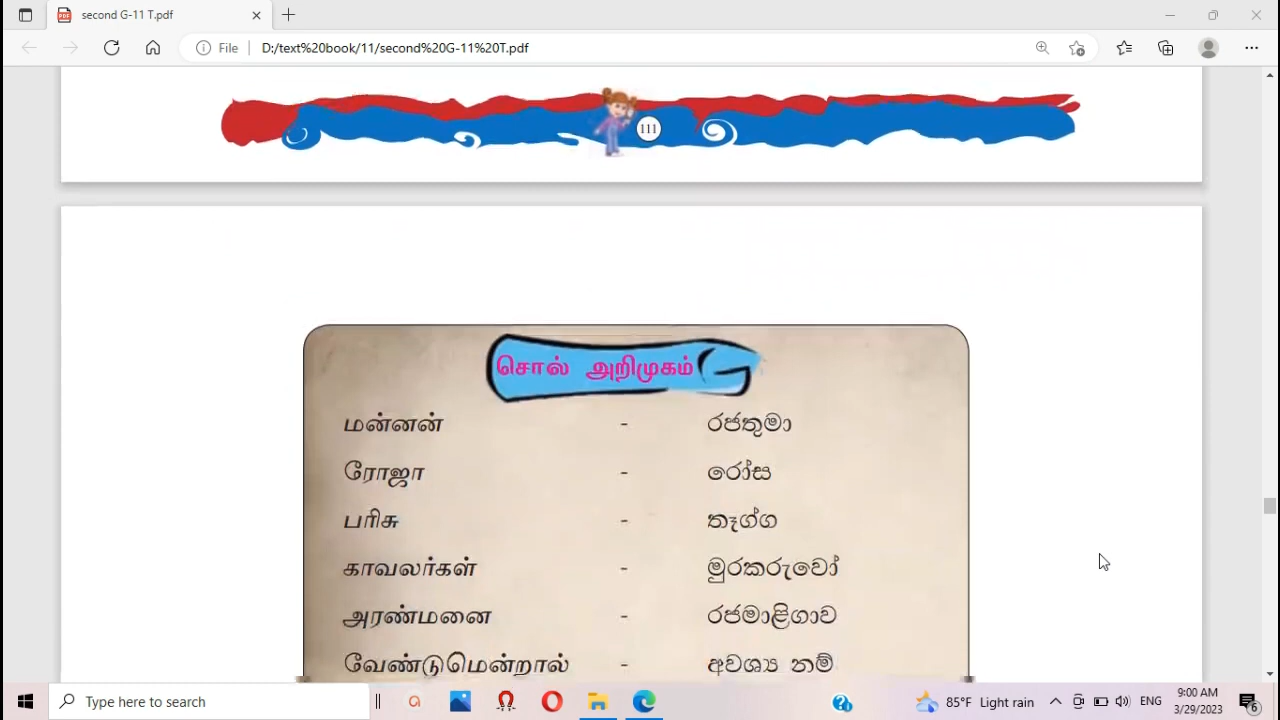 second G-11 T.pdf
File D:/text%20book/11/second%20G-11%20T.pdf
111
சொல் அறிமுகம்
மன்னன் - රජතුමා
ரோஜா - රෝස
பரிசு - තෑග්ග
காவலர்கள் - මුරකරුවෝ
அரண்மனை - රජමාළිගාව
வேண்டுமென்றால் - අවශ්‍ය නම්
Type here to search
85°F Light rain
ENG
9:00 AM
3/29/2023
6